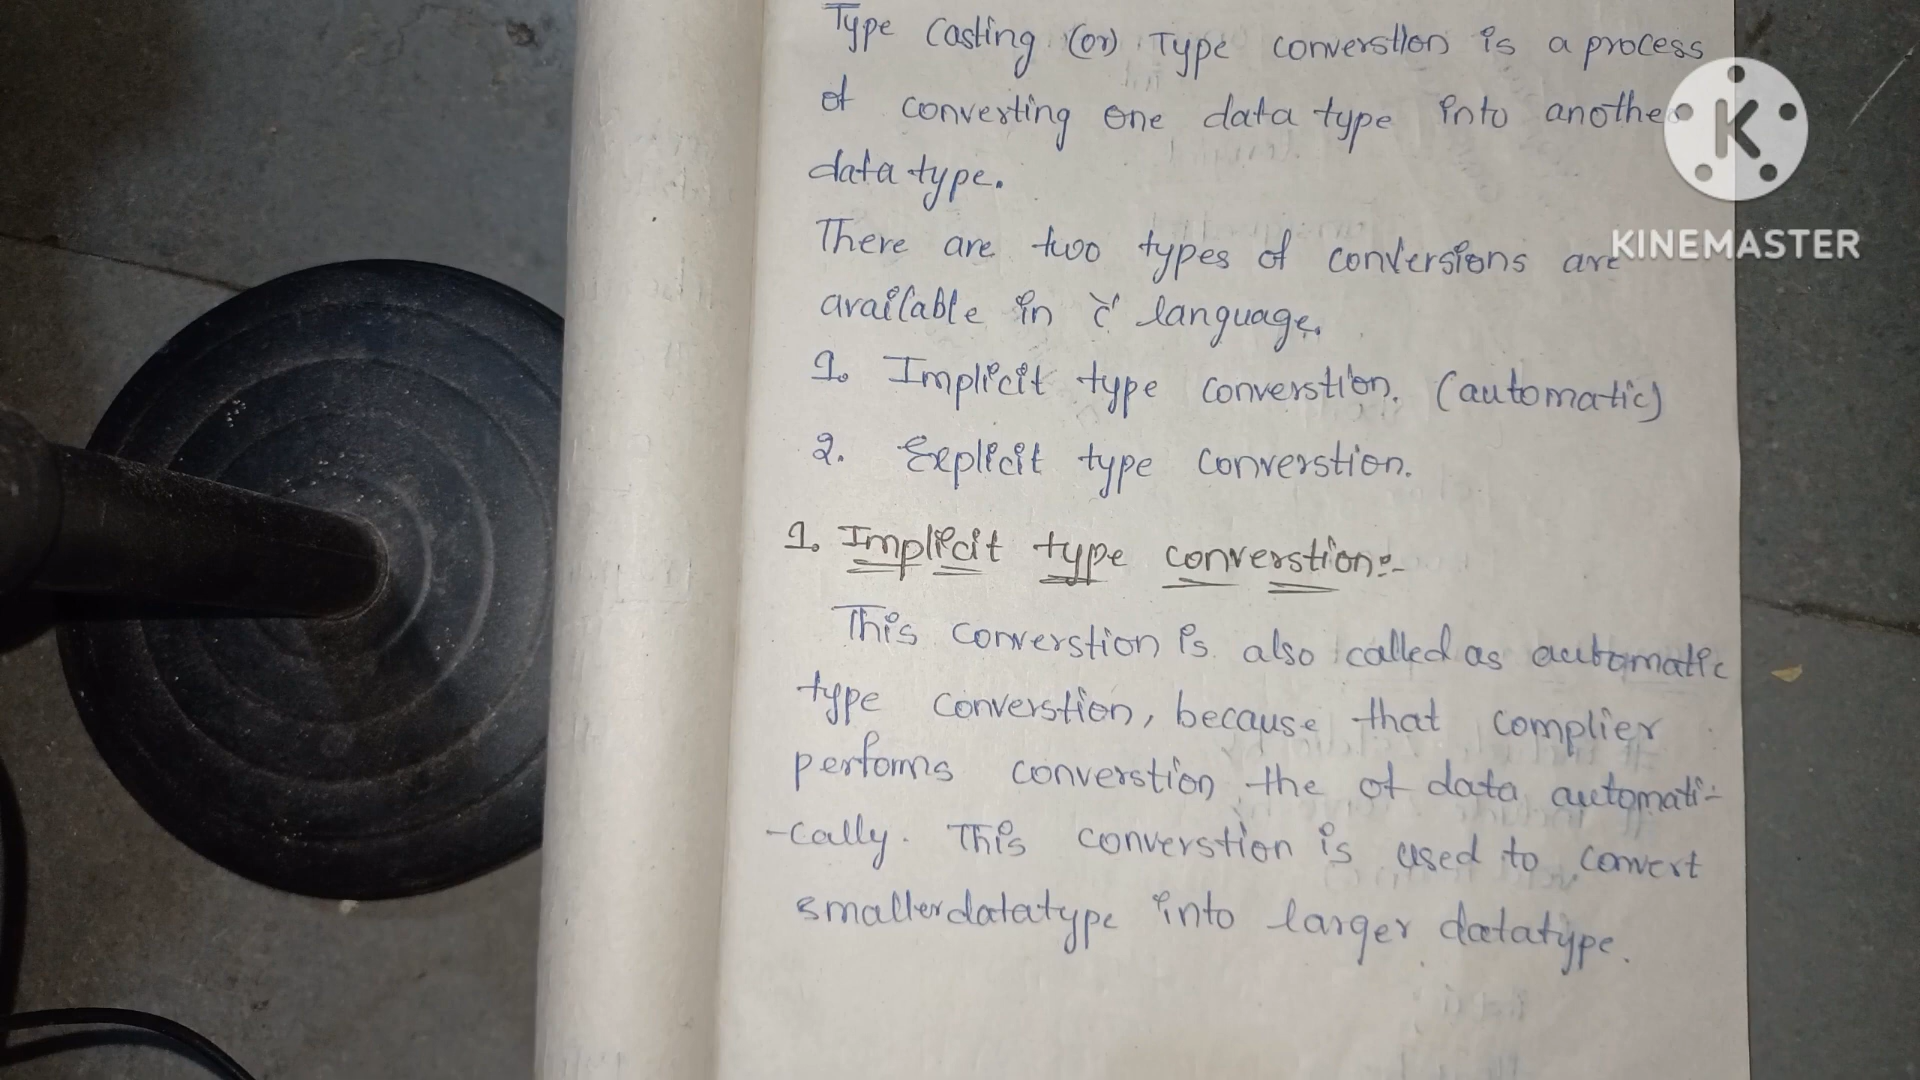 Type Casting (or) Type converstion is a process
of converting one data type into another
data type.
There are two types of conversions are
available in 'c' language.
1. Implicit type converstion. (automatic)
2. Explicit type converstion.
1. Implicit type converstion:-
This converstion is also called as automatic
type converstion, because that complier
performs converstion the of data automati-
-cally. This converstion is used to convert
smallerdatatype into larger datatype.
K
KINEMASTER